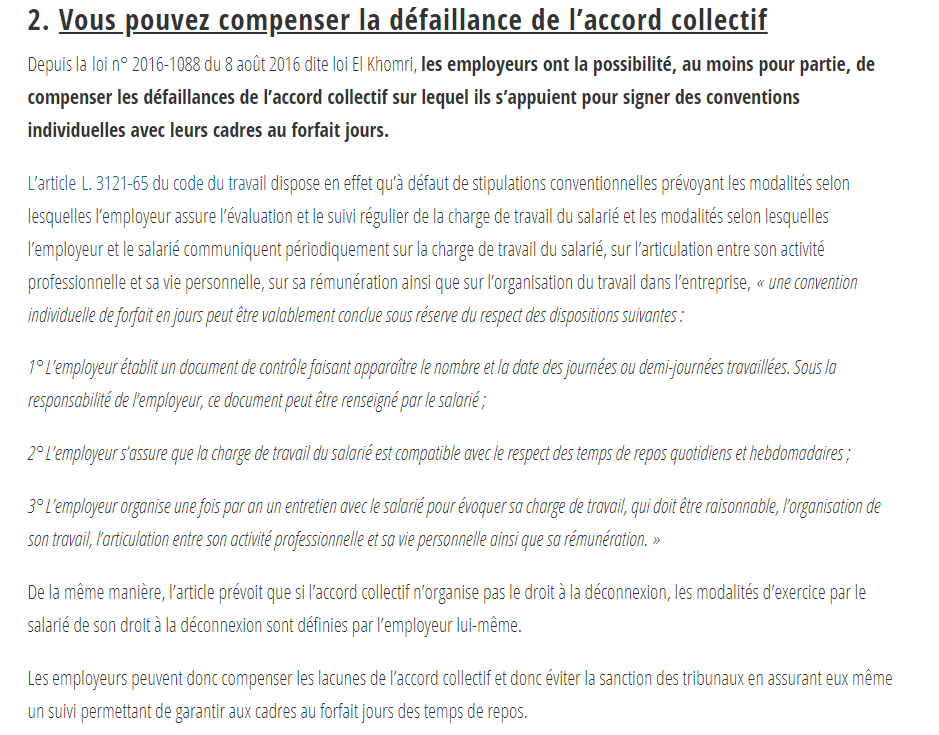 2. Vous pouvez compenser la défaillance de l’accord collectif
Depuis la loi n° 2016-1088 du 8 août 2016 dite loi El Khomri, les employeurs ont la possibilité, au moins pour partie, de
compenser les défaillances de l’accord collectif sur lequel ils s’appuient pour signer des conventions
individuelles avec leurs cadres au forfait jours.
L’article L. 3121-65 du code du travail dispose en effet qu’à défaut de stipulations conventionnelles prévoyant les modalités selon
lesquelles l’employeur assure l’évaluation et le suivi régulier de la charge de travail du salarié et les modalités selon lesquelles
l’employeur et le salarié communiquent périodiquement sur la charge de travail du salarié, sur l’articulation entre son activité
professionnelle et sa vie personnelle, sur sa rémunération ainsi que sur l’organisation du travail dans l’entreprise, « une convention
individuelle de forfait en jours peut être valablement conclue sous réserve du respect des dispositions suivantes :
1° L’employeur établit un document de contrôle faisant apparaître le nombre et la date des journées ou demi-journées travaillées. Sous la
responsabilité de l’employeur, ce document peut être renseigné par le salarié ;
2° L’employeur s’assure que la charge de travail du salarié est compatible avec le respect des temps de repos quotidiens et hebdomadaires ;
3° L’employeur organise une fois par an un entretien avec le salarié pour évoquer sa charge de travail, qui doit être raisonnable, l’organisation de
son travail, l’articulation entre son activité professionnelle et sa vie personnelle ainsi que sa rémunération. »
De la même manière, l’article prévoit que si l’accord collectif n’organise pas le droit à la déconnexion, les modalités d’exercice par le
salarié de son droit à la déconnexion sont définies par l’employeur lui-même.
Les employeurs peuvent donc compenser les lacunes de l’accord collectif et donc éviter la sanction des tribunaux en assurant eux même
un suivi permettant de garantir aux cadres au forfait jours des temps de repos.